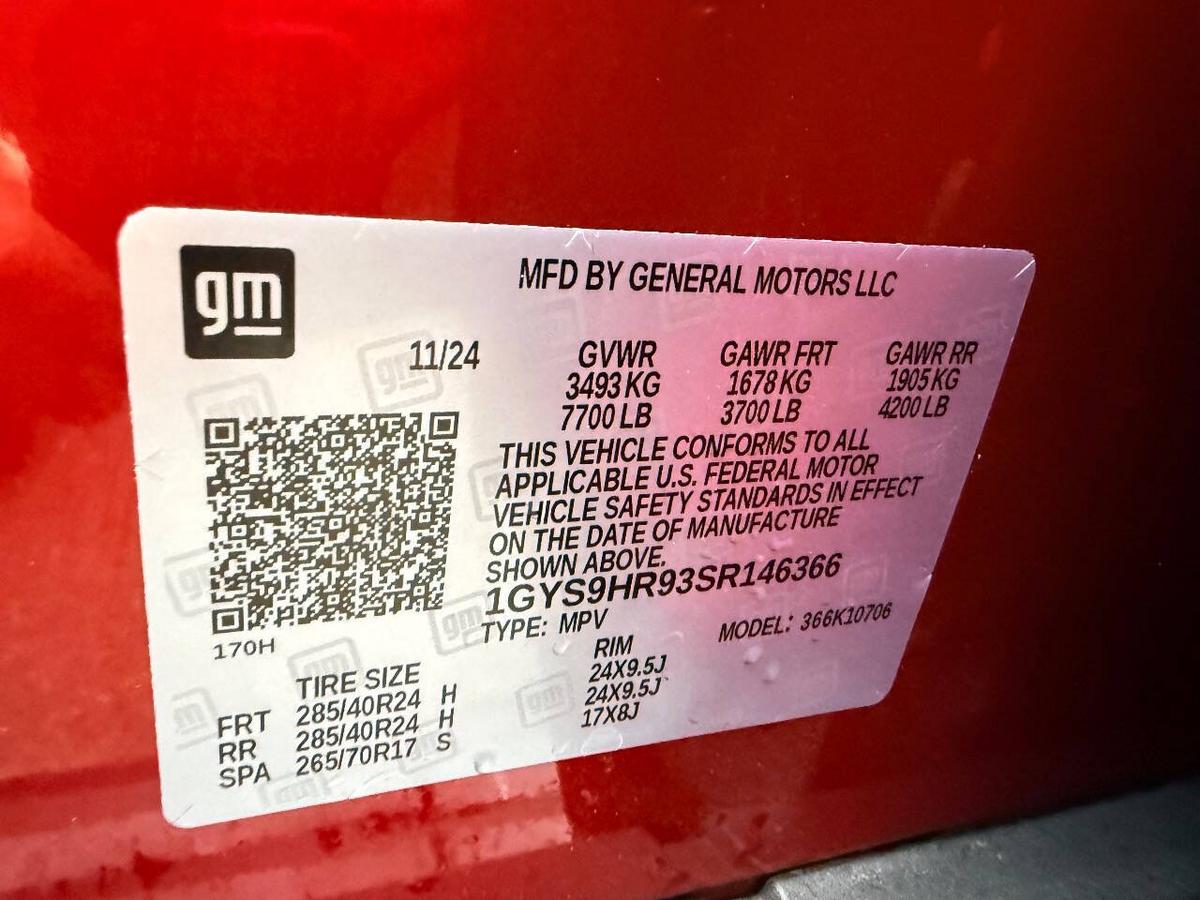 gm
MFD BY GENERAL MOTORS LLC
11/24 GVWR GAWR FRT GAWR RR
3493 KG 1678 KG 1905 KG
7700 LB 3700 LB 4200 LB
THIS VEHICLE CONFORMS TO ALL
APPLICABLE U.S. FEDERAL MOTOR
VEHICLE SAFETY STANDARDS IN EFFECT
ON THE DATE OF MANUFACTURE
SHOWN ABOVE.
1GYS9HR93SR146366
TYPE: MPV MODEL: 366K10706
170H
TIRE SIZE RIM
FRT 285/40R24 H 24X9.5J
RR 285/40R24 H 24X9.5J
SPA 265/70R17 S 17X8J